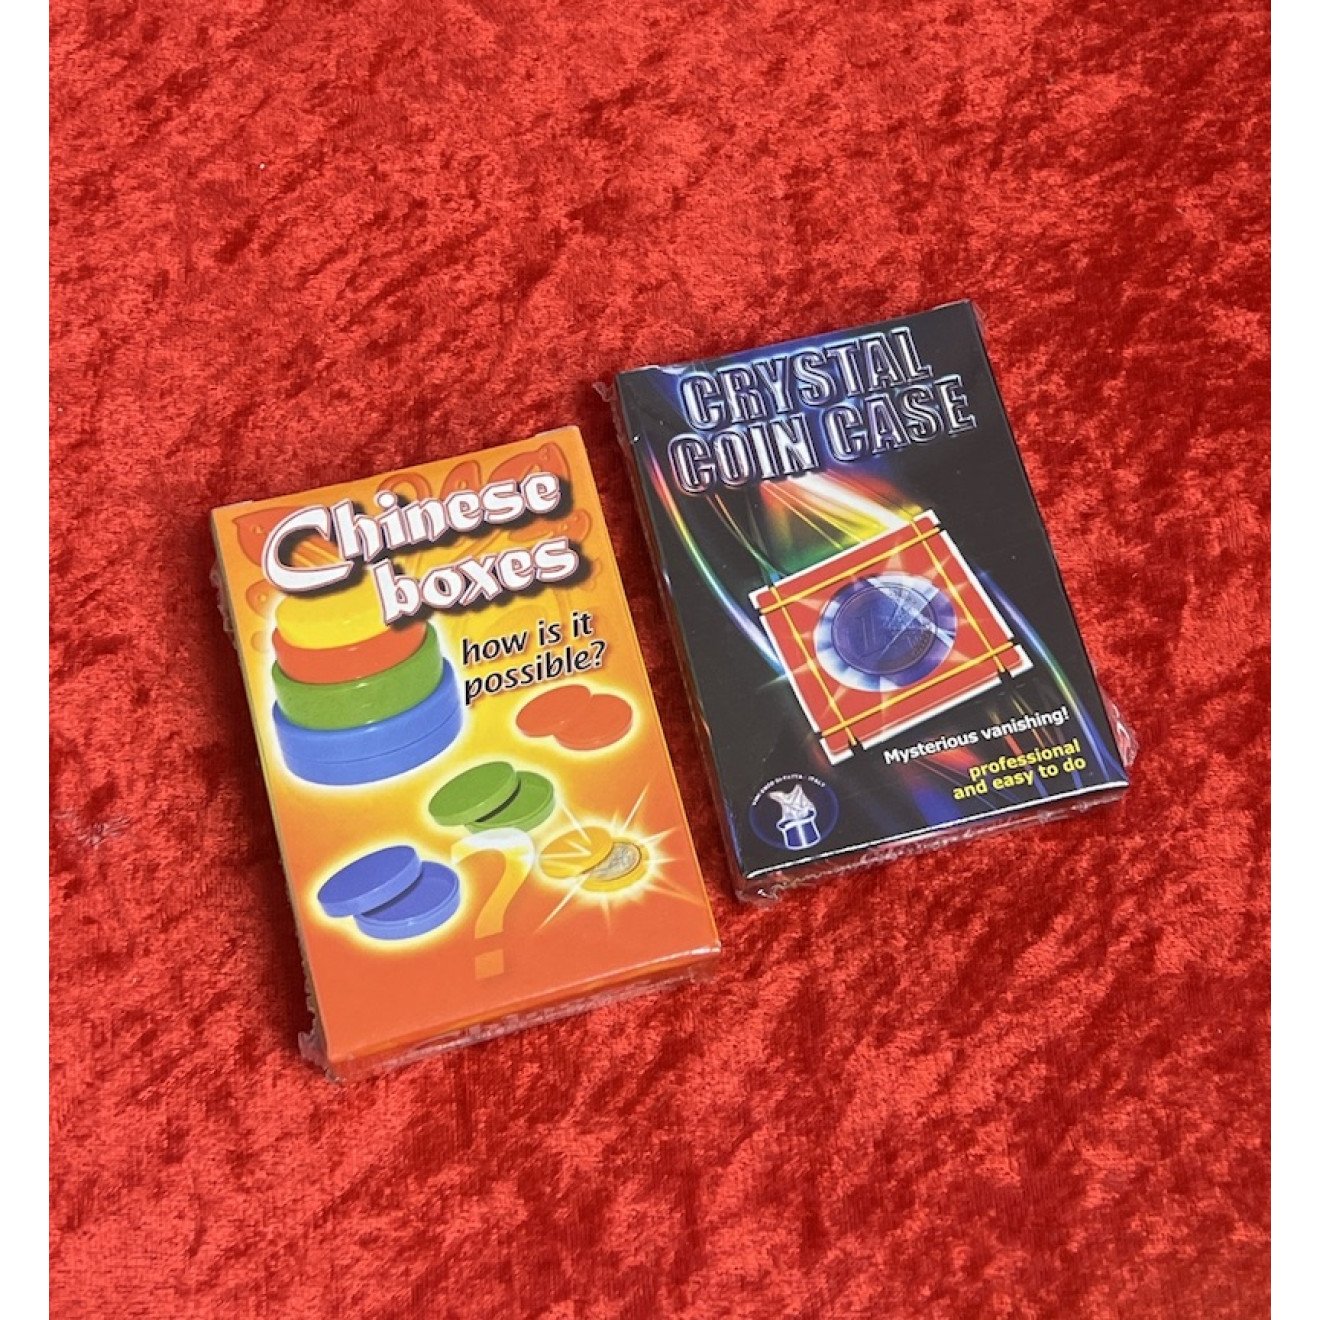 Chinese
boxes
how is it
possible?
?
CRYSTAL
COIN CASE
Mysterious vanishing!
professional
and easy to do